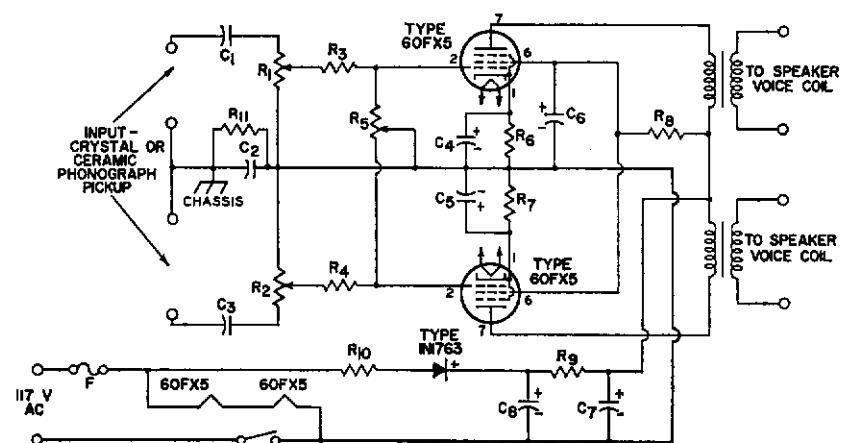 TYPE
60FX5
7
6
2
1
C1
R1
R3
R11
C2
R5
C4
R6
C6
R8
TO SPEAKER
VOICE COIL
INPUT-
CRYSTAL OR
CERAMIC
PHONOGRAPH
PICKUP
CHASSIS
C5
R7
R2
R4
C3
2
1
6
7
TYPE
60FX5
TO SPEAKER
VOICE COIL
117 V
AC
F
60FX5
60FX5
R10
TYPE
1N1763
R9
C8
C7